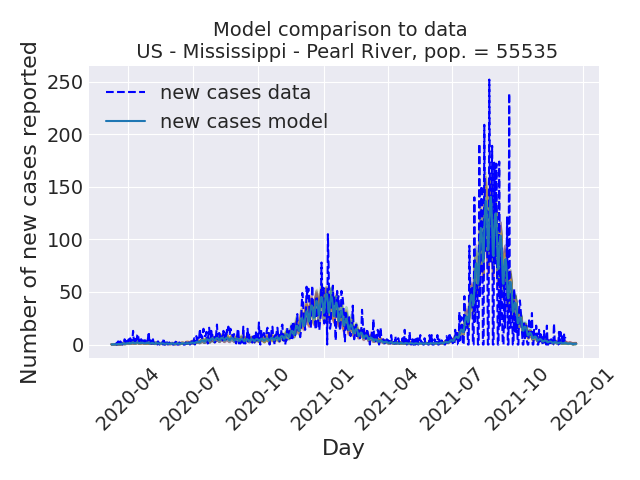 Model comparison to data
US - Mississippi - Pearl River, pop. = 55535
Number of new cases reported
250
200
150
100
50
0
new cases data
new cases model
2020-04
2020-07
2020-10
2021-01
2021-04
2021-07
2021-10
2022-01
Day